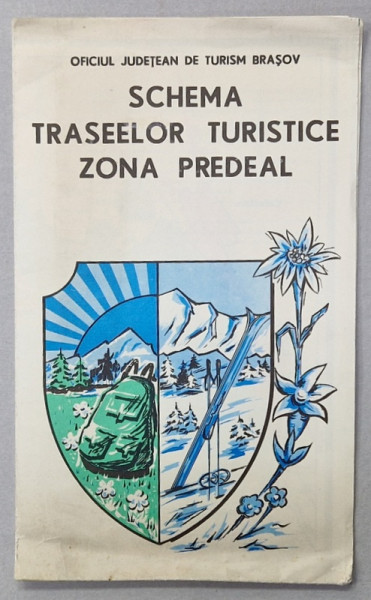 OFICIUL JUDEȚEAN DE TURISM BRAȘOV
SCHEMA
TRASEELOR TURISTICE
ZONA PREDEAL